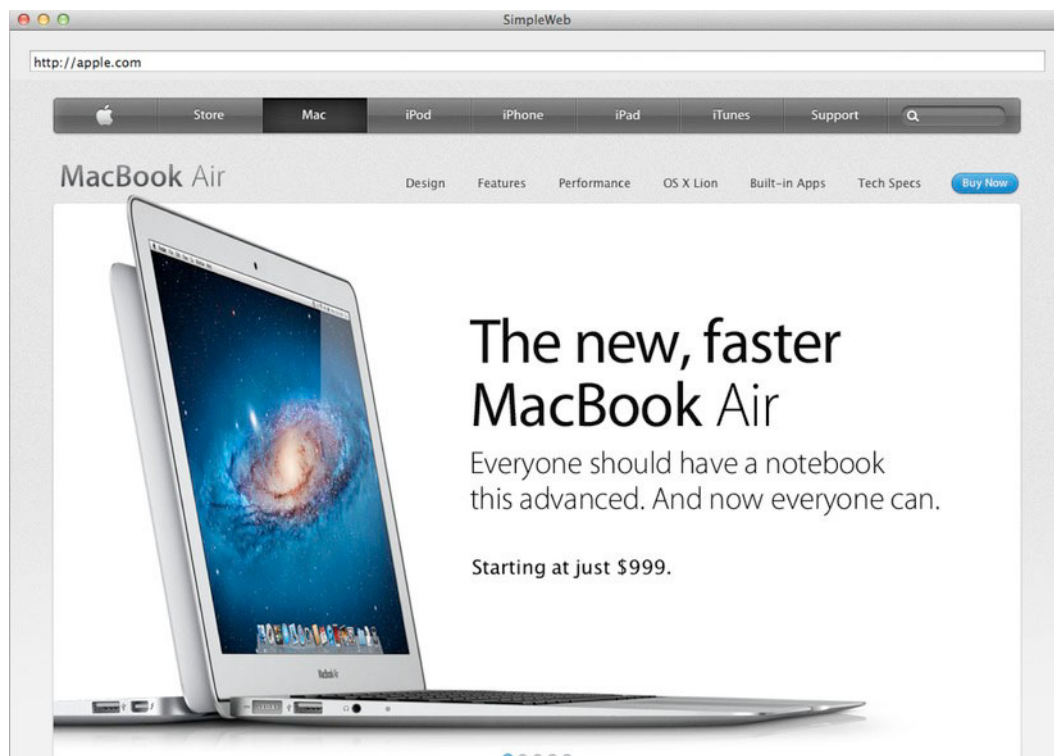 SimpleWeb
http://apple.com
Store Mac iPod iPhone iPad iTunes Support
MacBook Air
Design Features Performance OS X Lion Built-in Apps Tech Specs Buy Now
The new, faster
MacBook Air
Everyone should have a notebook
this advanced. And now everyone can.
Starting at just $999.
MacBook Air